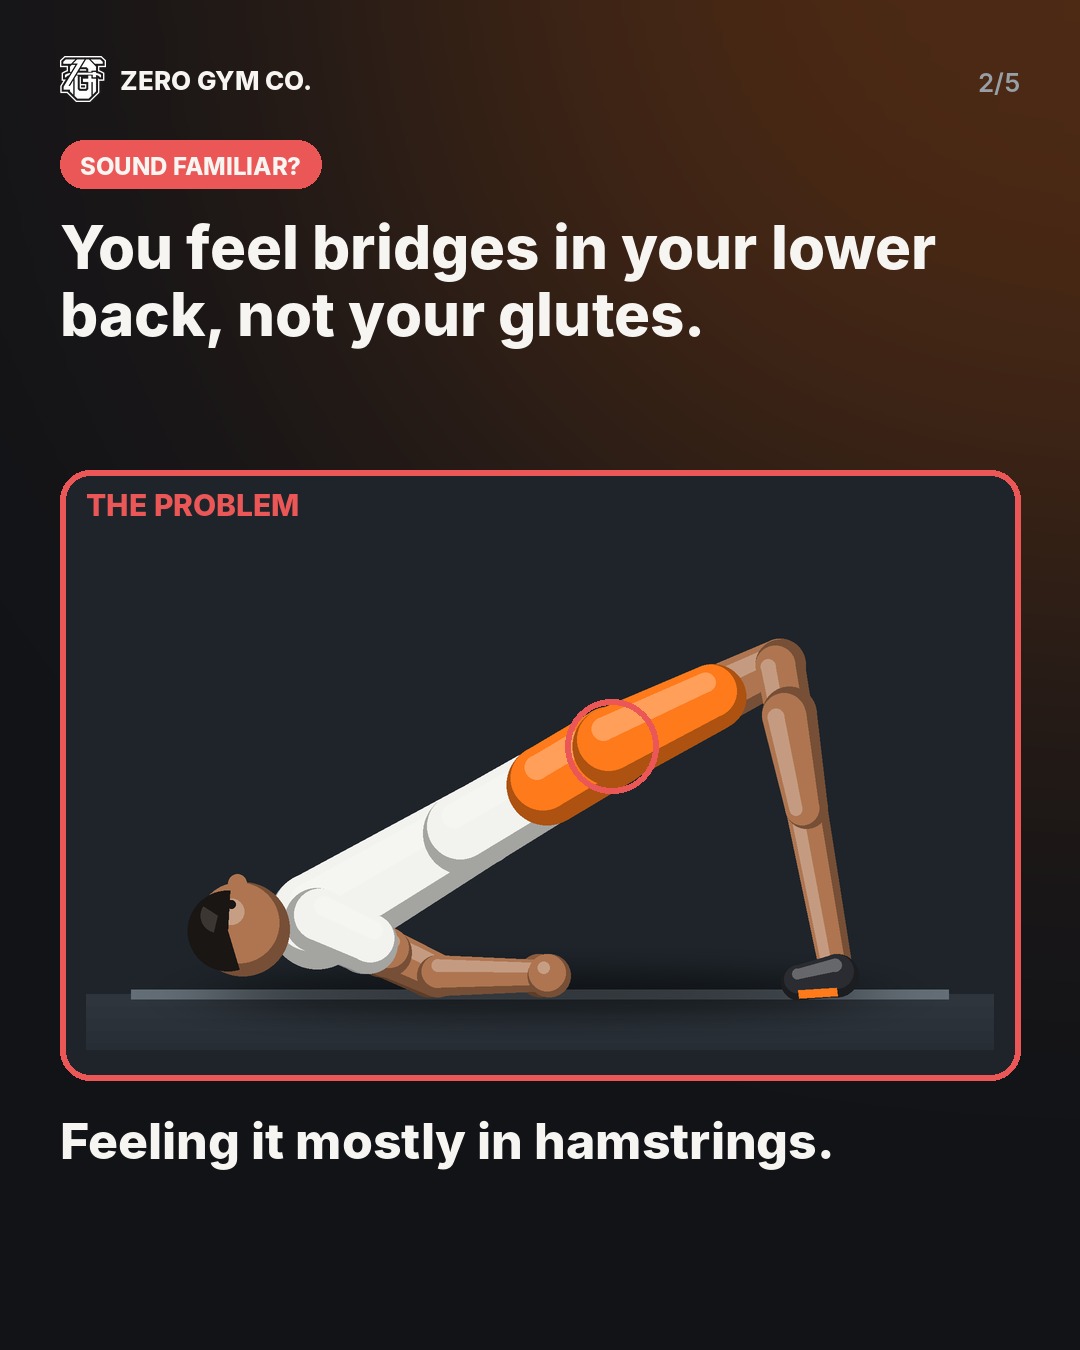 ZERO GYM CO.
2/5
SOUND FAMILIAR?
You feel bridges in your lower
back, not your glutes.
THE PROBLEM
Feeling it mostly in hamstrings.